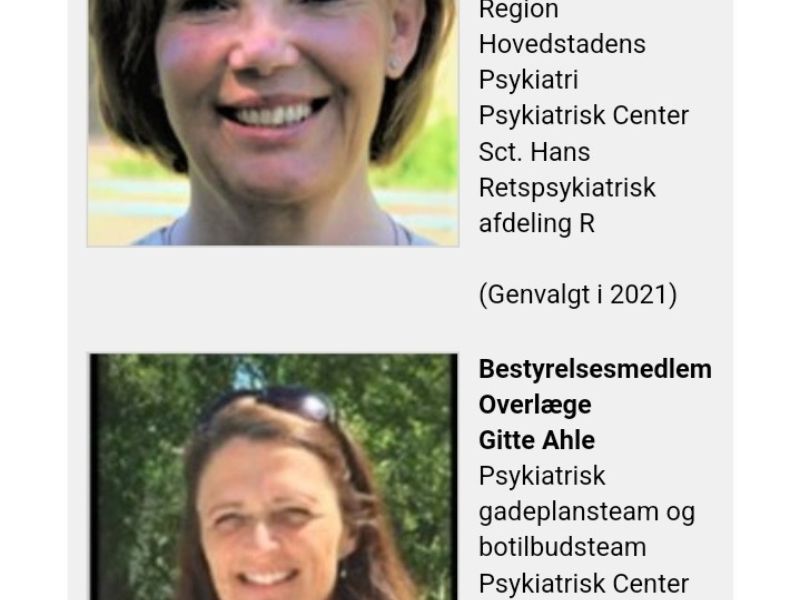 Region
Hovedstadens
Psykiatri
Psykiatrisk Center
Sct. Hans
Retspsykiatrisk
afdeling R
(Genvalgt i 2021)
Bestyrelsesmedlem
Overlæge
Gitte Ahle
Psykiatrisk
gadeplansteam og
botilbudsteam
Psykiatrisk Center